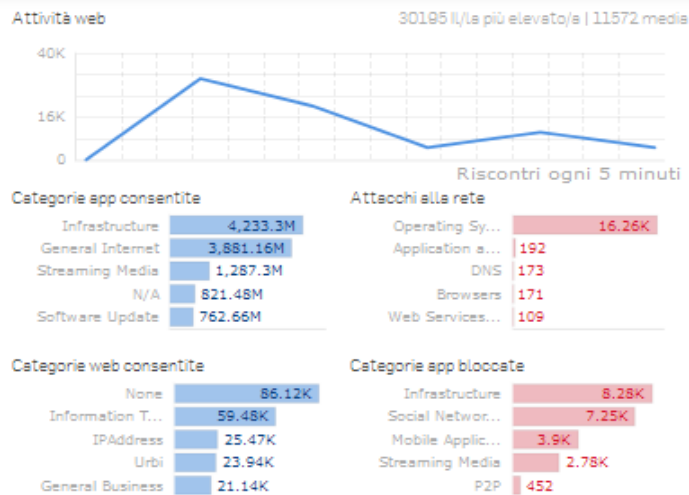 Attività web
30195 Il/la più elevato/a | 11572 media
40K
16K
0
Riscontri ogni 5 minuti
Categorie app consentite
Infrastructure 4,233.3M
General Internet 3,881.16M
Streaming Media 1,287.3M
N/A 821.48M
Software Update 762.66M
Attacchi alla rete
Operating Sy... 16.26K
Application a... 192
DNS 173
Browsers 171
Web Services... 109
Categorie web consentite
None 86.12K
Information T... 59.48K
IPAddress 25.47K
Urbi 23.94K
General Business 21.14K
Categorie app bloccate
Infrastructure 8.28K
Social Networ... 7.25K
Mobile Applic... 3.9K
Streaming Media 2.78K
P2P 452